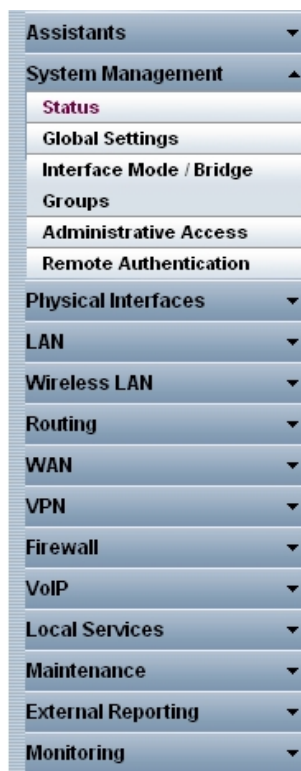 Assistants
System Management
Status
Global Settings
Interface Mode / Bridge
Groups
Administrative Access
Remote Authentication
Physical Interfaces
LAN
Wireless LAN
Routing
WAN
VPN
Firewall
VoIP
Local Services
Maintenance
External Reporting
Monitoring